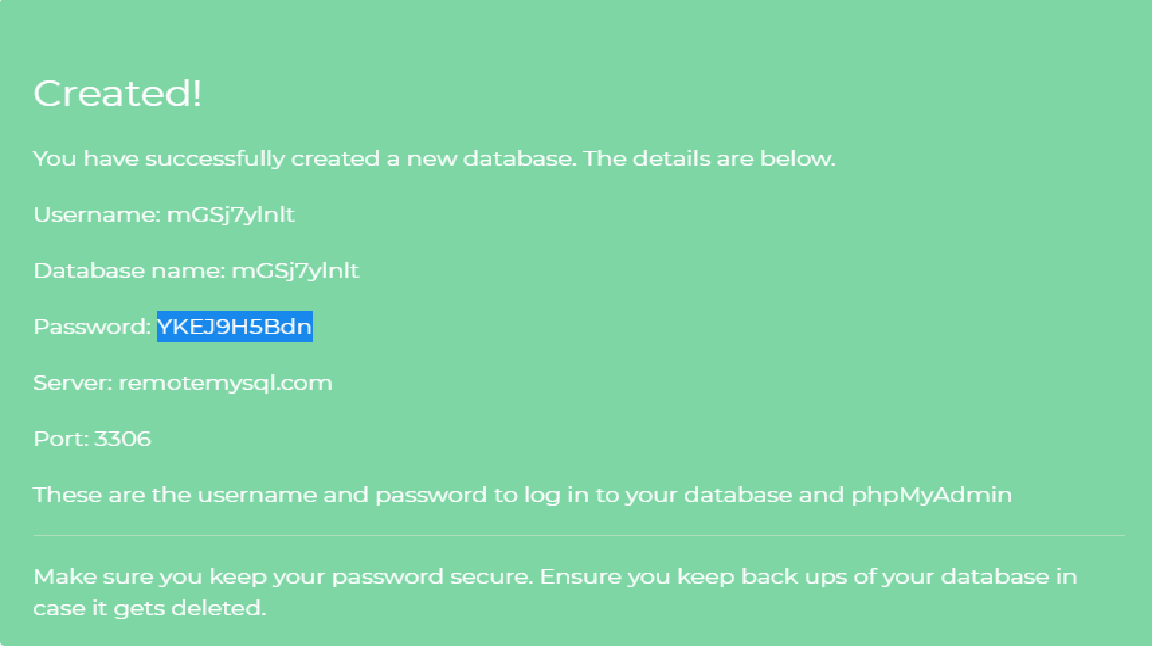 Created!
You have successfully created a new database. The details are below.
Username: mGSj7ylnlt
Database name: mGSj7ylnlt
Password: YKEJ9H5Bdn
Server: remotemysql.com
Port: 3306
These are the username and password to log in to your database and phpMyAdmin
Make sure you keep your password secure. Ensure you keep back ups of your database in
case it gets deleted.